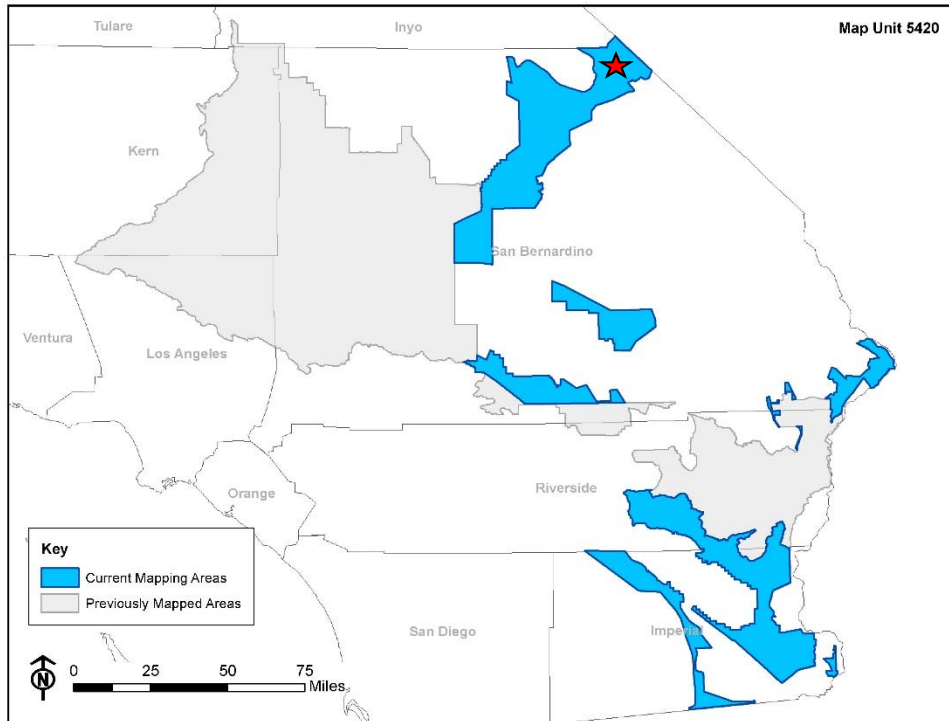 Tulare
Inyo
Map Unit 5420
Kern
San Bernardino
Ventura
Los Angeles
Orange
Riverside
Key
Current Mapping Areas
Previously Mapped Areas
San Diego
Imperial
N
0 25 50 75
Miles